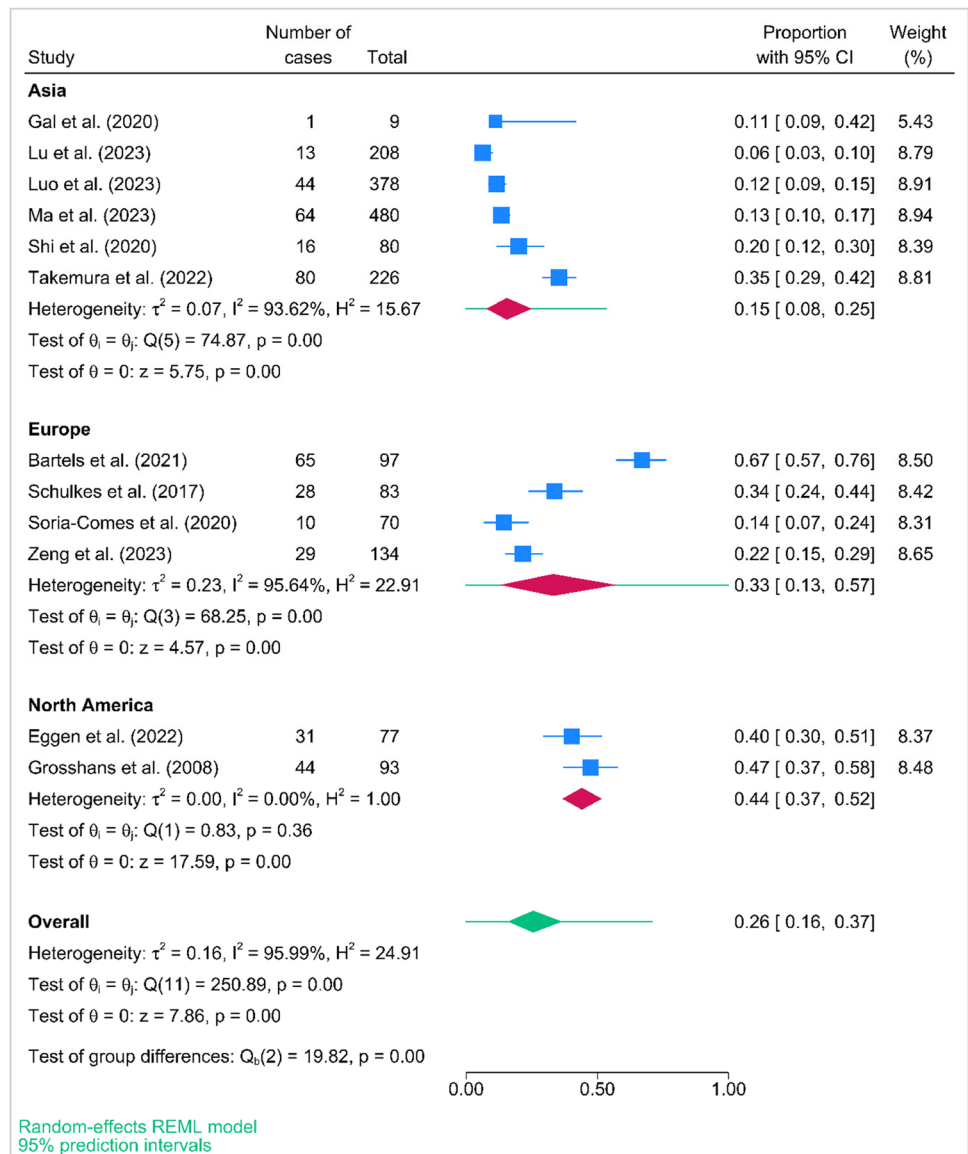 Number of Proportion Weight
Study cases Total with 95% CI (%)
Asia
Gal et al. (2020) 1 9 0.11 [ 0.09, 0.42] 5.43
Lu et al. (2023) 13 208 0.06 [ 0.03, 0.10] 8.79
Luo et al. (2023) 44 378 0.12 [ 0.09, 0.15] 8.91
Ma et al. (2023) 64 480 0.13 [ 0.10, 0.17] 8.94
Shi et al. (2020) 16 80 0.20 [ 0.12, 0.30] 8.39
Takemura et al. (2022) 80 226 0.35 [ 0.29, 0.42] 8.81
Heterogeneity: τ² = 0.07, I² = 93.62%, H² = 15.67 0.15 [ 0.08, 0.25]
Test of θᵢ = θⱼ: Q(5) = 74.87, p = 0.00
Test of θ = 0: z = 5.75, p = 0.00
Europe
Bartels et al. (2021) 65 97 0.67 [ 0.57, 0.76] 8.50
Schulkes et al. (2017) 28 83 0.34 [ 0.24, 0.44] 8.42
Soria-Comes et al. (2020) 10 70 0.14 [ 0.07, 0.24] 8.31
Zeng et al. (2023) 29 134 0.22 [ 0.15, 0.29] 8.65
Heterogeneity: τ² = 0.23, I² = 95.64%, H² = 22.91 0.33 [ 0.13, 0.57]
Test of θᵢ = θⱼ: Q(3) = 68.25, p = 0.00
Test of θ = 0: z = 4.57, p = 0.00
North America
Eggen et al. (2022) 31 77 0.40 [ 0.30, 0.51] 8.37
Grosshans et al. (2008) 44 93 0.47 [ 0.37, 0.58] 8.48
Heterogeneity: τ² = 0.00, I² = 0.00%, H² = 1.00 0.44 [ 0.37, 0.52]
Test of θᵢ = θⱼ: Q(1) = 0.83, p = 0.36
Test of θ = 0: z = 17.59, p = 0.00
Overall 0.26 [ 0.16, 0.37]
Heterogeneity: τ² = 0.16, I² = 95.99%, H² = 24.91
Test of θᵢ = θⱼ: Q(11) = 250.89, p = 0.00
Test of θ = 0: z = 7.86, p = 0.00
Test of group differences: Q_b(2) = 19.82, p = 0.00
0.00 0.50 1.00
Random-effects REML model
95% prediction intervals